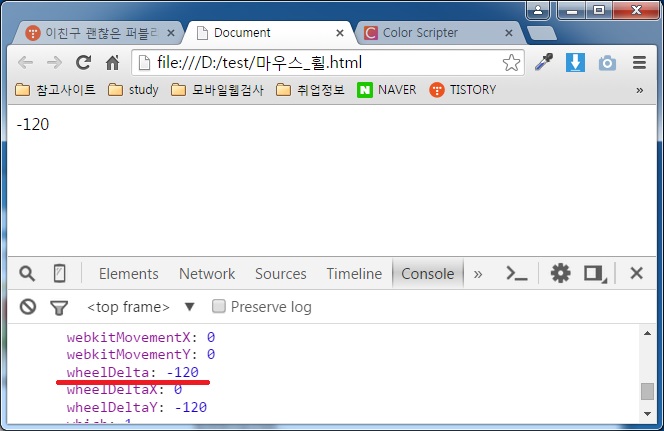 이친구 괜찮은 퍼블리
Document
Color Scripter
file:///D:/test/마우스_휠.html
참고사이트
study
모바일웹검사
취업정보
NAVER
TISTORY
»
-120
Elements
Network
Sources
Timeline
Console
»
<top frame>
Preserve log
webkitMovementX: 0
webkitMovementY: 0
wheelDelta: -120
wheelDeltaX: 0
wheelDeltaY: -120
which: 1